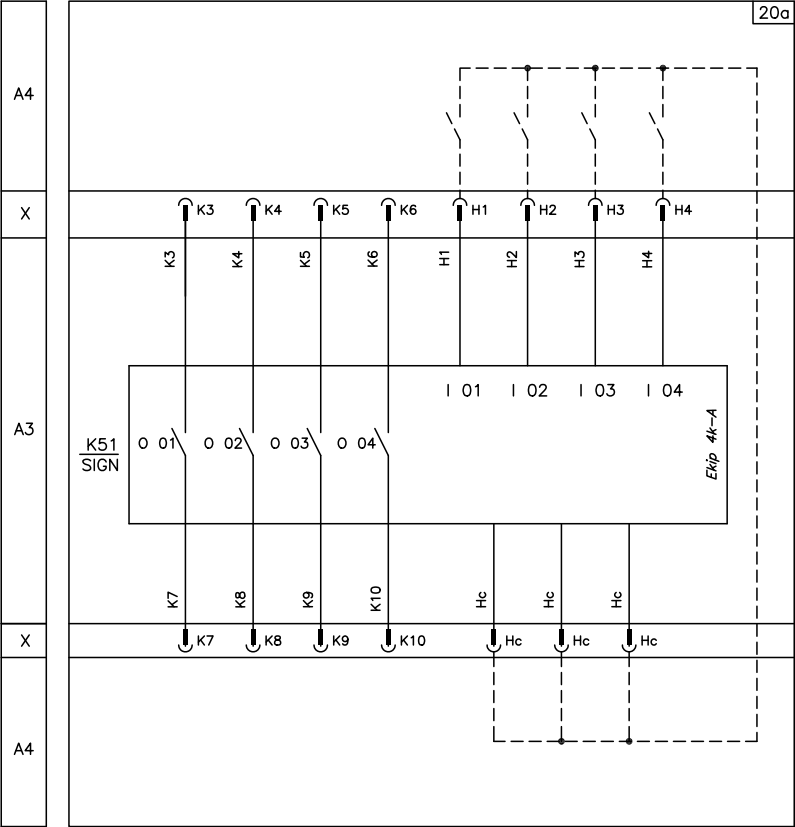 20a
A4
X
K3 K4 K5 K6 H1 H2 H3 H4
K3 K4 K5 K6 H1 H2 H3 H4
I 01 I 02 I 03 I 04
A3
K51
SIGN
O 01 O 02 O 03 O 04
Ekip 4k-A
K7 K8 K9 K10 Hc Hc Hc
X
K7 K8 K9 K10 Hc Hc Hc
A4